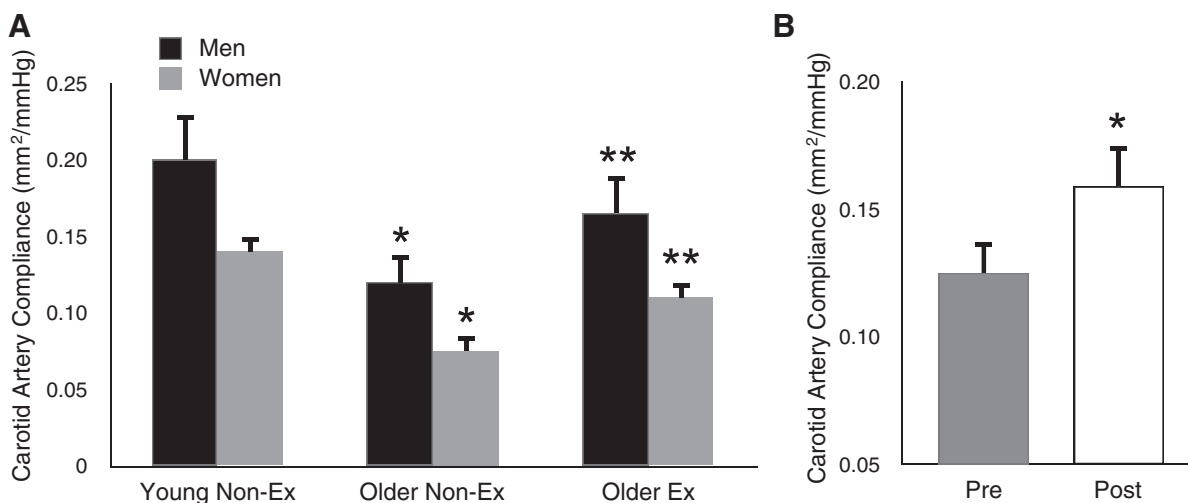 A
Men
Women
Carotid Artery Compliance (mm²/mmHg)
0.25
0.20
0.15
0.10
0.05
0
**
*
**
*
Young Non-Ex
Older Non-Ex
Older Ex
B
Carotid Artery Compliance (mm²/mmHg)
0.20
0.15
0.10
0.05
*
Pre
Post